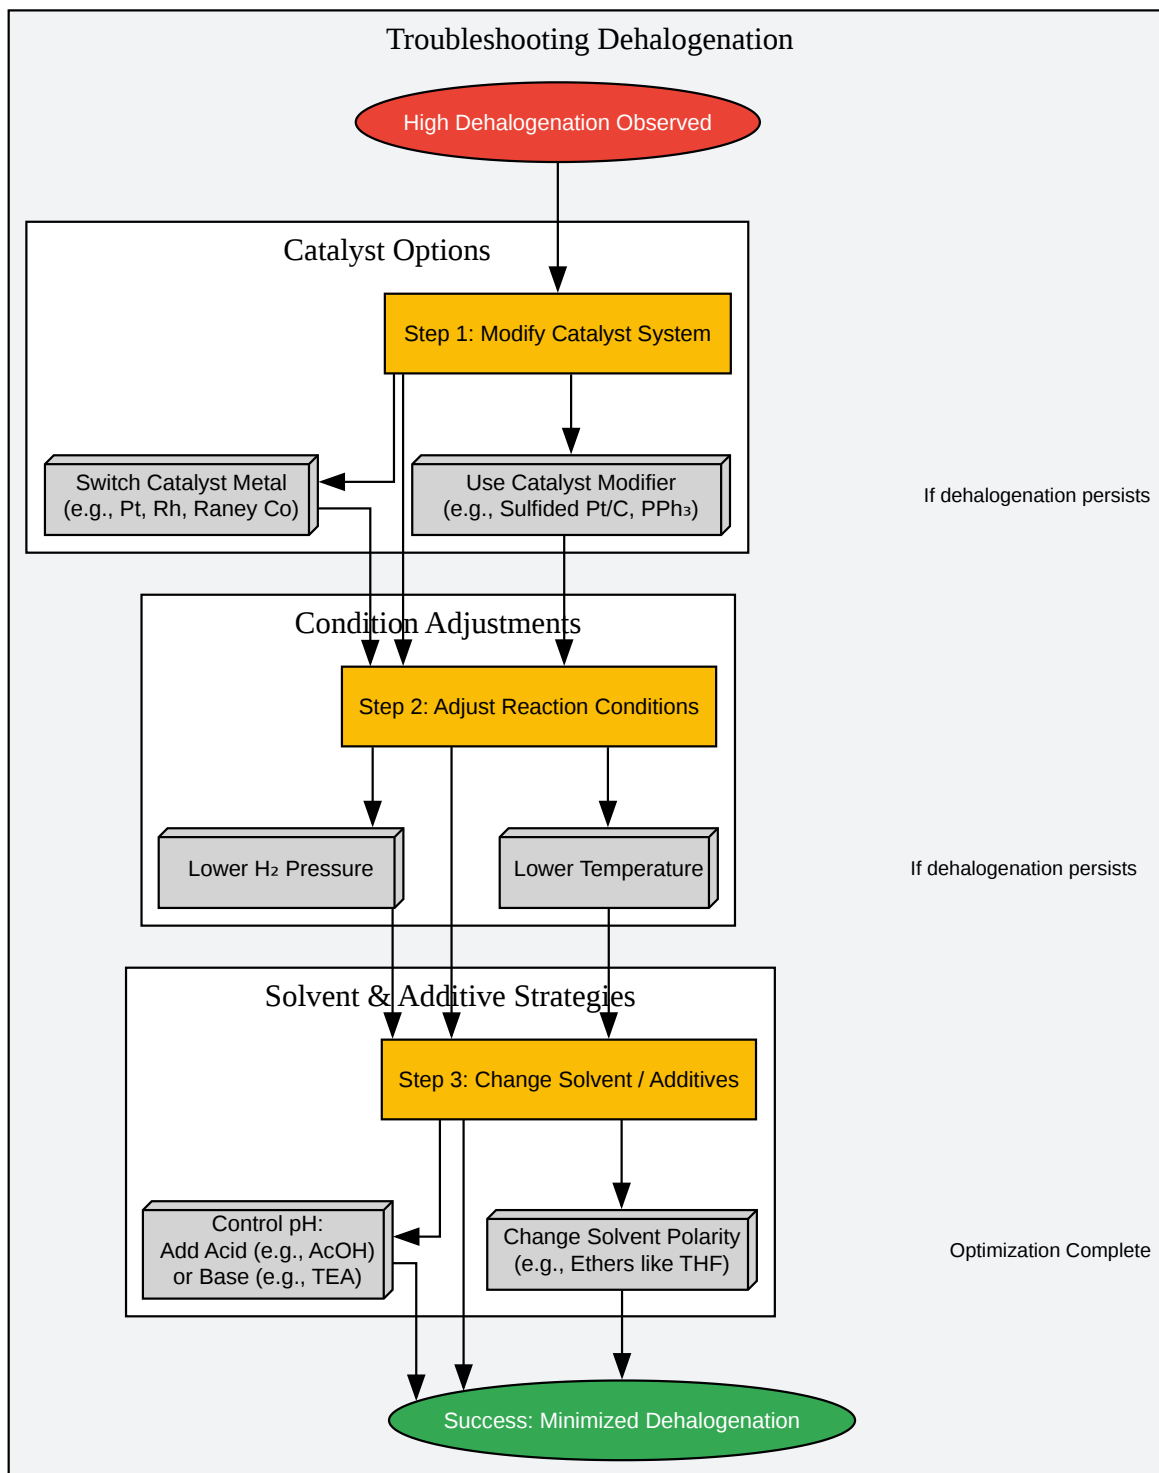 Troubleshooting Dehalogenation
High Dehalogenation Observed
Catalyst Options
Step 1: Modify Catalyst System
Switch Catalyst Metal
(e.g., Pt, Rh, Raney Co)
Use Catalyst Modifier
(e.g., Sulfided Pt/C, PPh₃)
If dehalogenation persists
Condition Adjustments
Step 2: Adjust Reaction Conditions
Lower H₂ Pressure
Lower Temperature
If dehalogenation persists
Solvent & Additive Strategies
Step 3: Change Solvent / Additives
Control pH:
Add Acid (e.g., AcOH)
or Base (e.g., TEA)
Change Solvent Polarity
(e.g., Ethers like THF)
Optimization Complete
Success: Minimized Dehalogenation